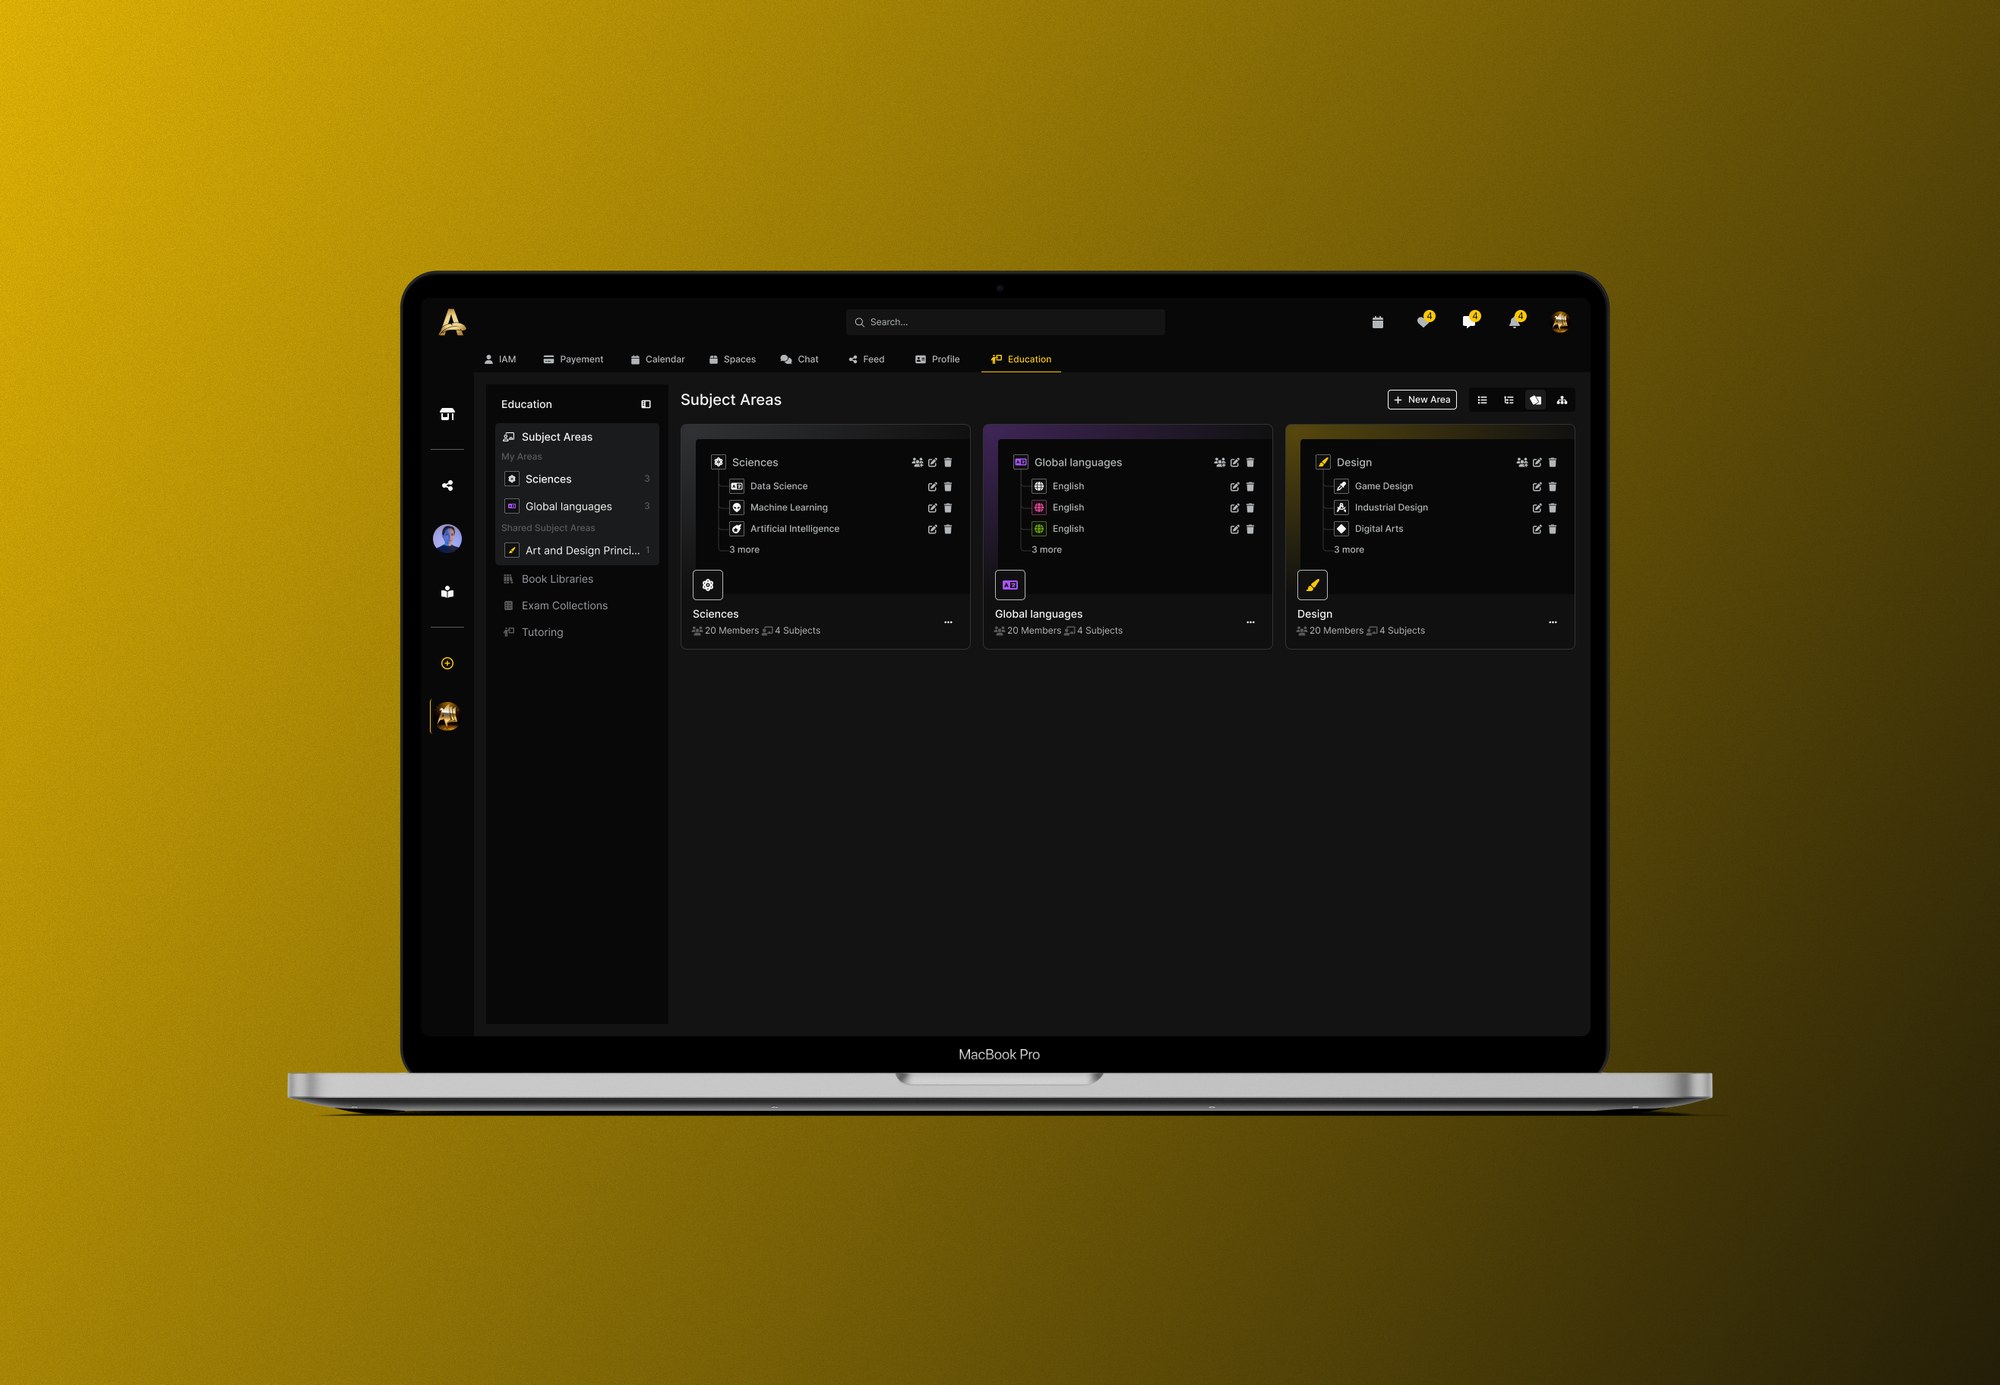 Search...
4
4
4
IAM
Payement
Calendar
Spaces
Chat
Feed
Profile
Education
Education
Subject Areas
My Areas
Sciences 3
Global languages 3
Shared Subject Areas
Art and Design Princi... 1
Book Libraries
Exam Collections
Tutoring
Subject Areas
+ New Area
Sciences
Data Science
Machine Learning
Artificial Intelligence
3 more
Sciences
20 Members 4 Subjects
Global languages
English
English
English
3 more
Global languages
20 Members 4 Subjects
Design
Game Design
Industrial Design
Digital Arts
3 more
Design
20 Members 4 Subjects
MacBook Pro